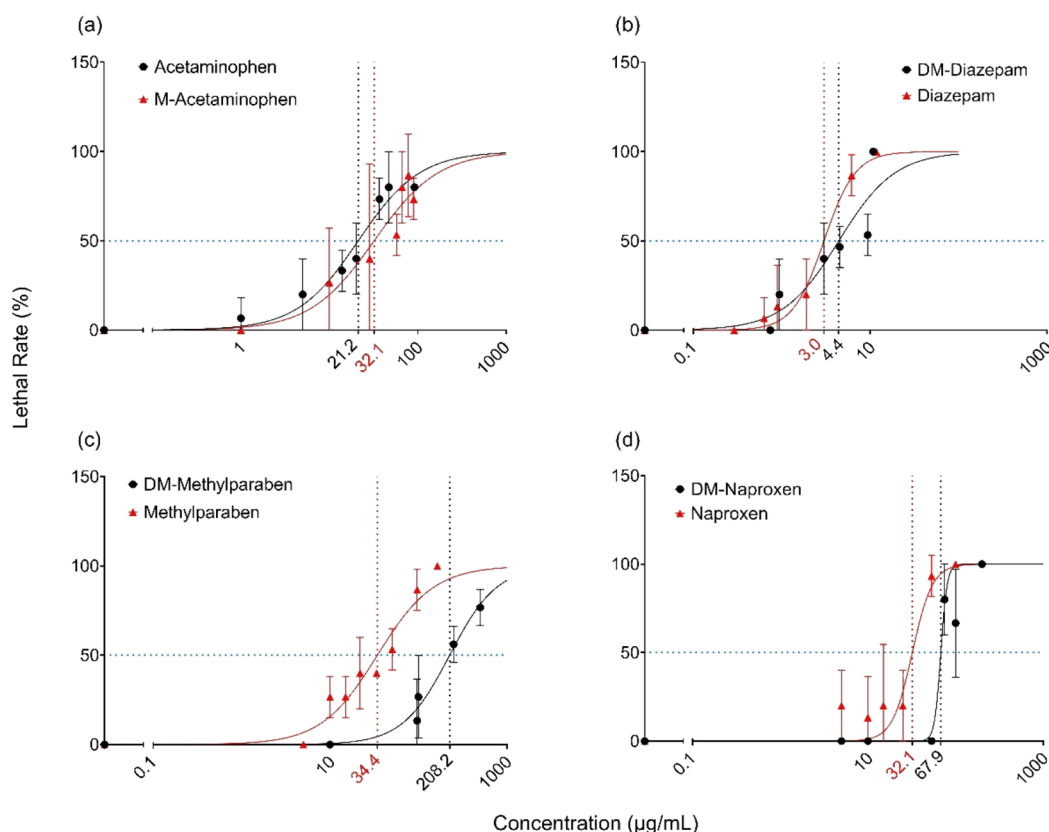 (a)
150
100
50
0
Acetaminophen
M-Acetaminophen
1
21.2
32.1
100
1000
(b)
150
100
50
0
DM-Diazepam
Diazepam
0.1
3.0
4.4
10
1000
Lethal Rate (%)
(c)
150
100
50
0
DM-Methylparaben
Methylparaben
0.1
10
34.4
208.2
1000
(d)
150
100
50
0
DM-Naproxen
Naproxen
0.1
10
32.1
67.9
1000
Concentration (µg/mL)